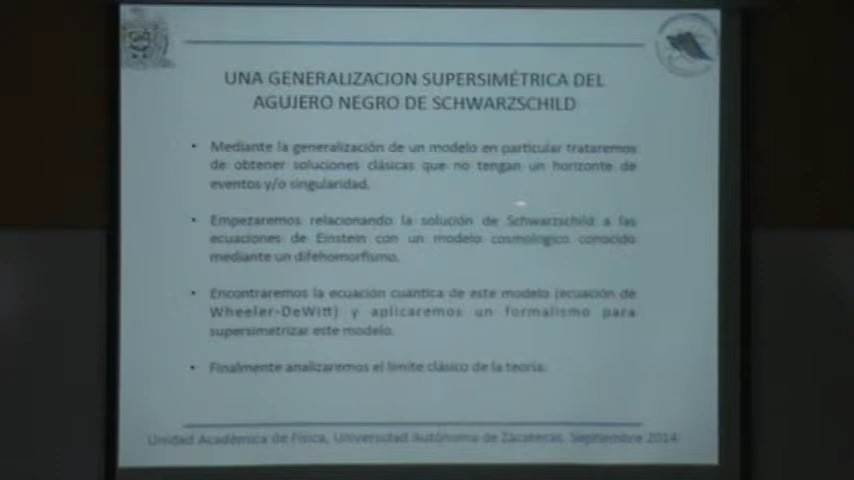 UNA GENERALIZACION SUPERSIMÉTRICA DEL
AGUJERO NEGRO DE SCHWARZSCHILD
• Mediante la generalización de un modelo en particular trataremos
de obtener soluciones clásicas que no tengan un horizonte de
eventos y/o singularidad.
• Empezaremos relacionando la solución de Schwarzschild a las
ecuaciones de Einstein con un modelo cosmologico conocido
mediante un difehomorfismo.
• Encontraremos la ecuación cuántica de este modelo (ecuación de
Wheeler-DeWitt) y aplicaremos un formalismo para
supersimetrizar este modelo.
• Finalmente analizaremos el límite clásico de la teoría.
Unidad Académica de Física, Universidad Autónoma de Zacatecas. Septiembre 2014